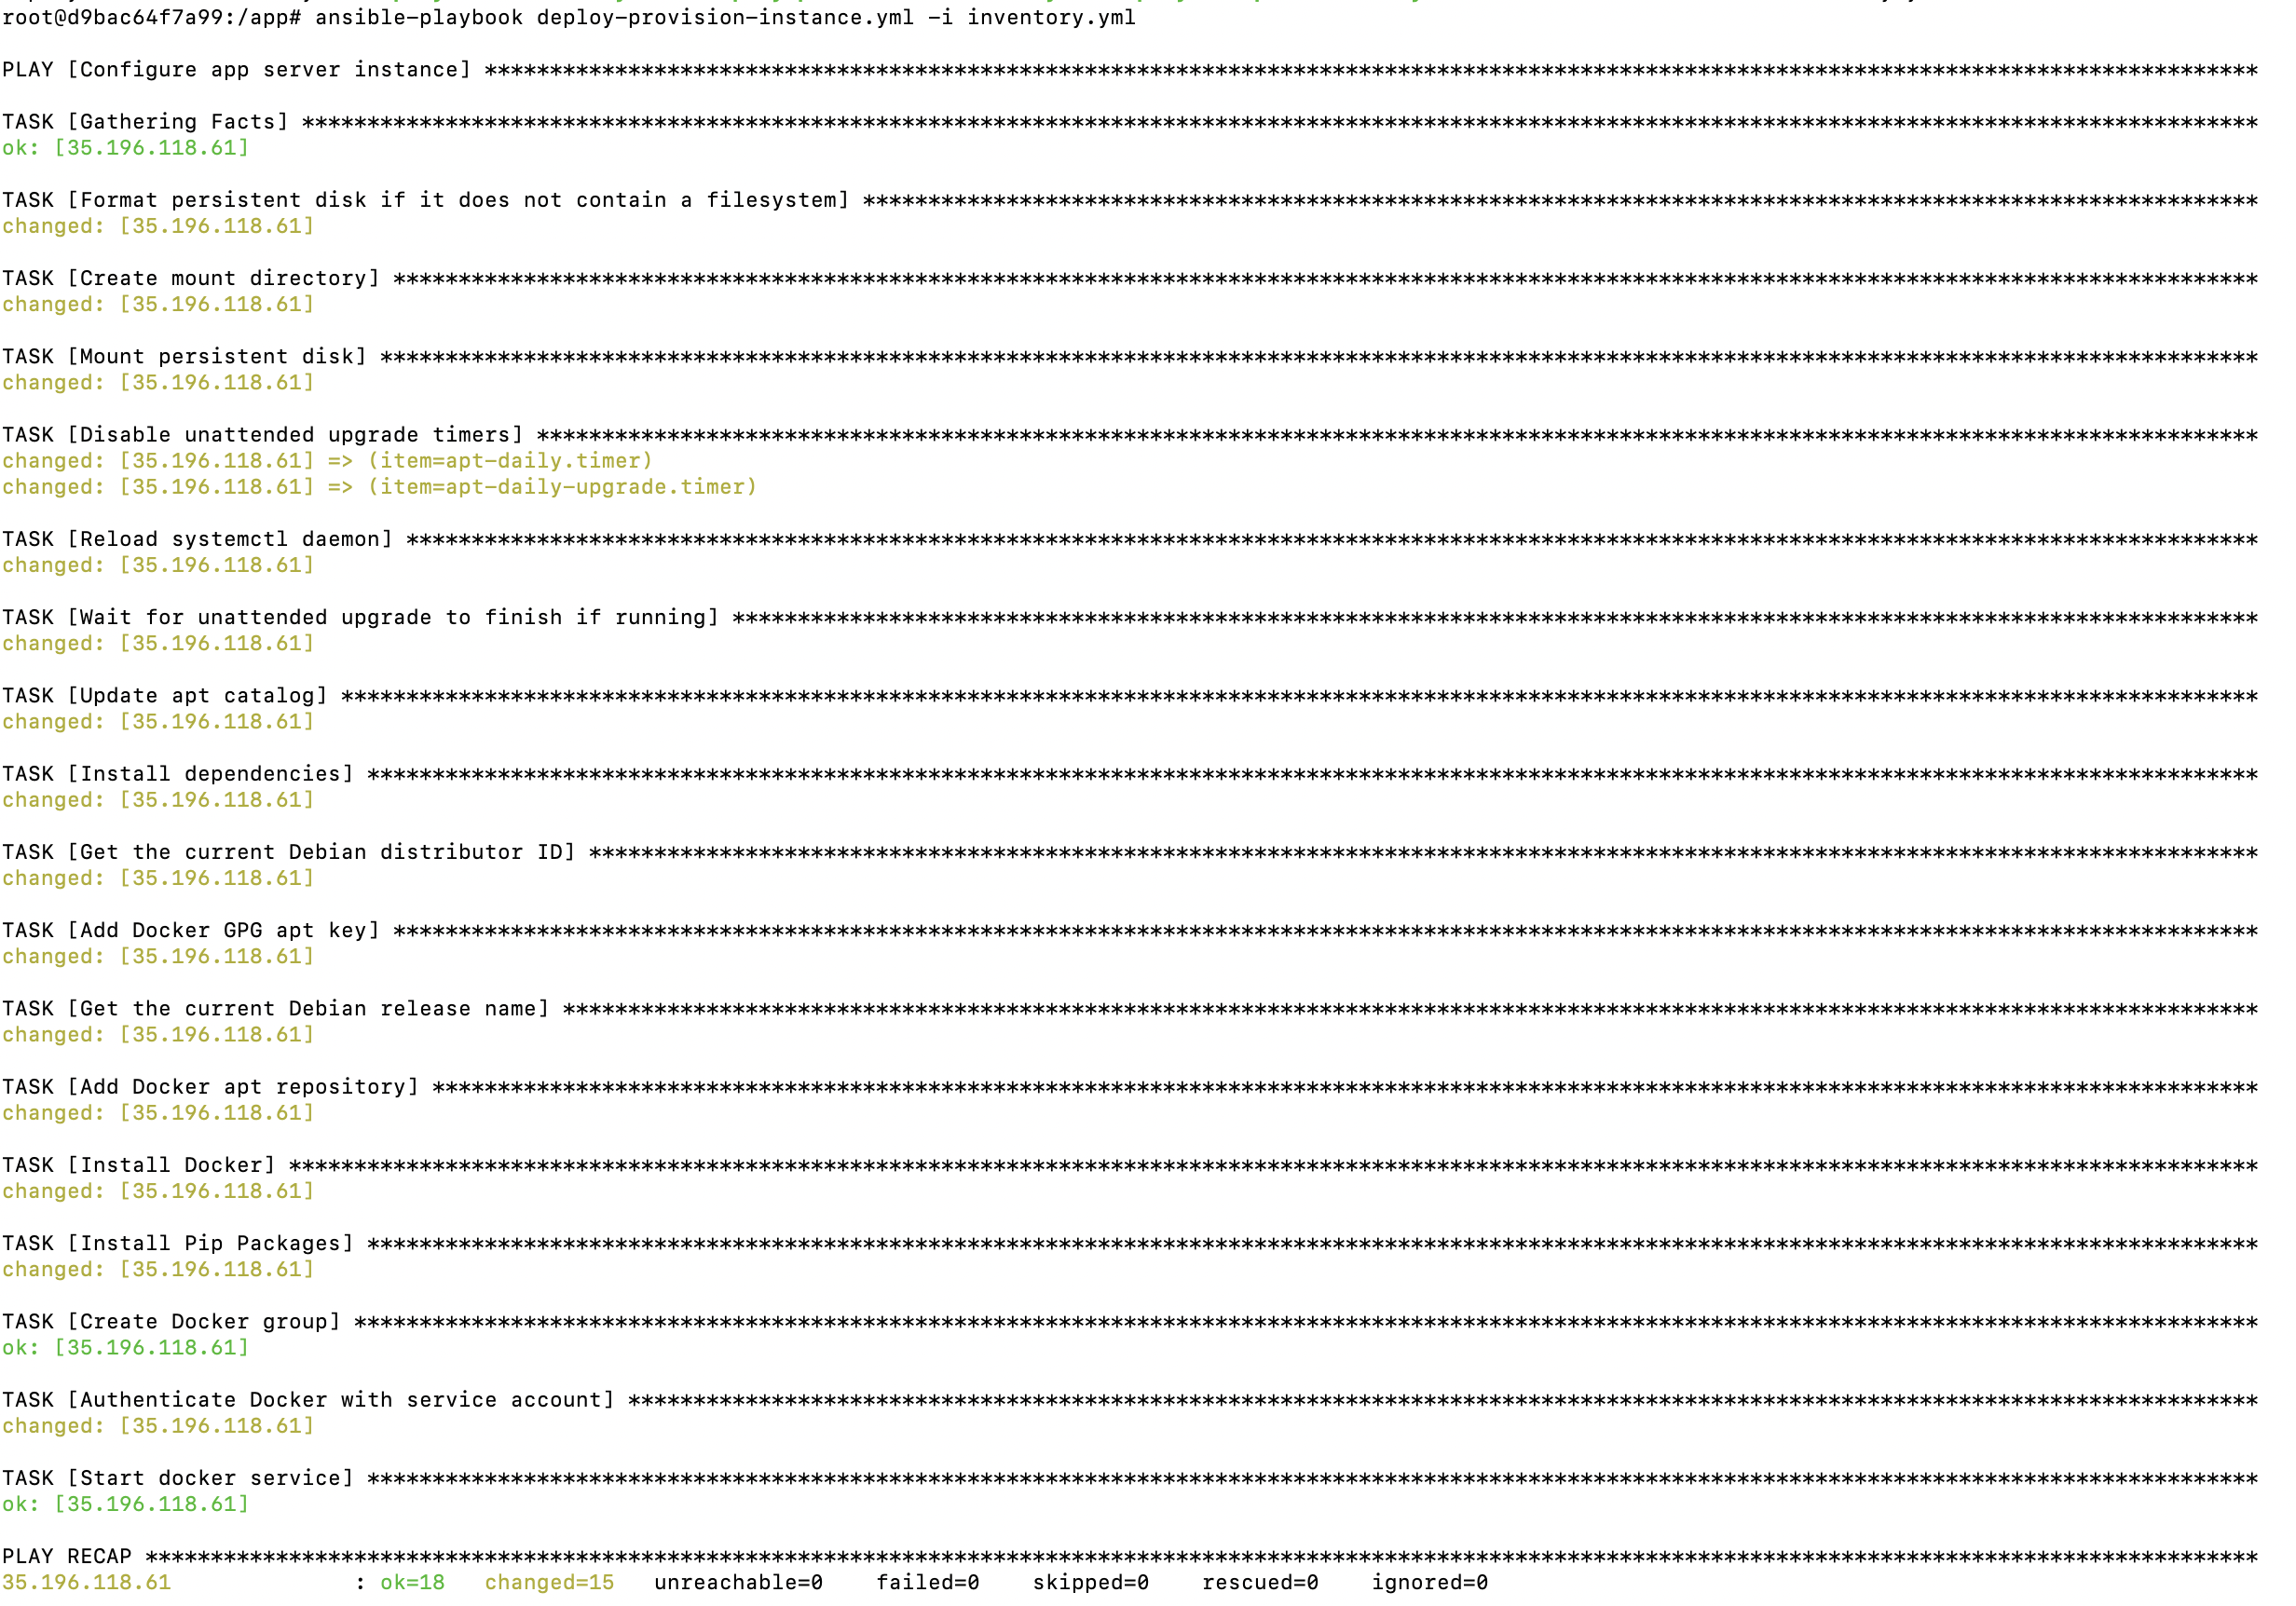 root@d9bac64f7a99:/app# ansible-playbook deploy-provision-instance.yml -i inventory.yml
PLAY [Configure app server instance] ****************************************************************************************************************************************
TASK [Gathering Facts] ******************************************************************************************************************************************************
ok: [35.196.118.61]
TASK [Format persistent disk if it does not contain a filesystem] ***********************************************************************************************************
changed: [35.196.118.61]
TASK [Create mount directory] ***********************************************************************************************************************************************
changed: [35.196.118.61]
TASK [Mount persistent disk] ************************************************************************************************************************************************
changed: [35.196.118.61]
TASK [Disable unattended upgrade timers] ************************************************************************************************************************************
changed: [35.196.118.61] => (item=apt-daily.timer)
changed: [35.196.118.61] => (item=apt-daily-upgrade.timer)
TASK [Reload systemctl daemon] **********************************************************************************************************************************************
changed: [35.196.118.61]
TASK [Wait for unattended upgrade to finish if running] *********************************************************************************************************************
changed: [35.196.118.61]
TASK [Update apt catalog] ***************************************************************************************************************************************************
changed: [35.196.118.61]
TASK [Install dependencies] *************************************************************************************************************************************************
changed: [35.196.118.61]
TASK [Get the current Debian distributor ID] ********************************************************************************************************************************
changed: [35.196.118.61]
TASK [Add Docker GPG apt key] ***********************************************************************************************************************************************
changed: [35.196.118.61]
TASK [Get the current Debian release name] **********************************************************************************************************************************
changed: [35.196.118.61]
TASK [Add Docker apt repository] ********************************************************************************************************************************************
changed: [35.196.118.61]
TASK [Install Docker] *******************************************************************************************************************************************************
changed: [35.196.118.61]
TASK [Install Pip Packages] *************************************************************************************************************************************************
changed: [35.196.118.61]
TASK [Create Docker group] **************************************************************************************************************************************************
ok: [35.196.118.61]
TASK [Authenticate Docker with service account] *****************************************************************************************************************************
changed: [35.196.118.61]
TASK [Start docker service] *************************************************************************************************************************************************
ok: [35.196.118.61]
PLAY RECAP ******************************************************************************************************************************************************************
35.196.118.61 : ok=18 changed=15 unreachable=0 failed=0 skipped=0 rescued=0 ignored=0